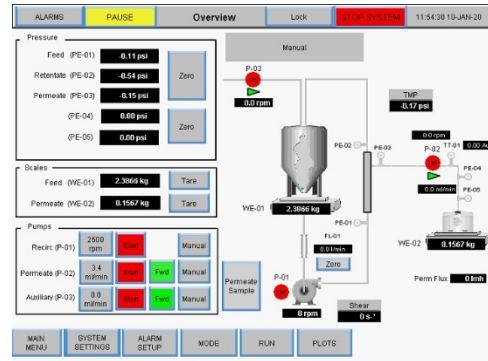 ALARMS PAUSE Overview Lock STOP SYSTEM 11:54:30 10-JAN-20
Pressure
Feed (PE-01) -0.11 psi
Retentate (PE-02) -0.54 psi Zero
Permeate (PE-03) -0.15 psi
(PE-04) 0.00 psi Zero
(PE-05) 0.00 psi
Scales
Feed (WE-01) 2.3866 kg Tare
Permeate (WE-02) 0.1567 kg Tare
Pumps
Recirc (P-01) 2500 rpm Start Manual
Permeate (P-02) 3.4 ml/min Start Fwd Manual
Auxiliary (P-03) 0.0 ml/min Start Fwd Manual
Permeate Sample
Manual
P-03
0.0 rpm
TMP
-0.17 psi
PE-02
PE-03
0.0 rpm
P-02
TT-01
0.00
PE-04
0.0 ml/min
PE-05
WE-01
2.3866 kg
PE-01
FL-01
0.0 l/min
Zero
WE-02
0.1567 kg
P-01
0 rpm
Shear
0 s-¹
Perm Flux 0 lmh
MAIN MENU
SYSTEM SETTINGS
ALARM SETUP
MODE
RUN
PLOTS